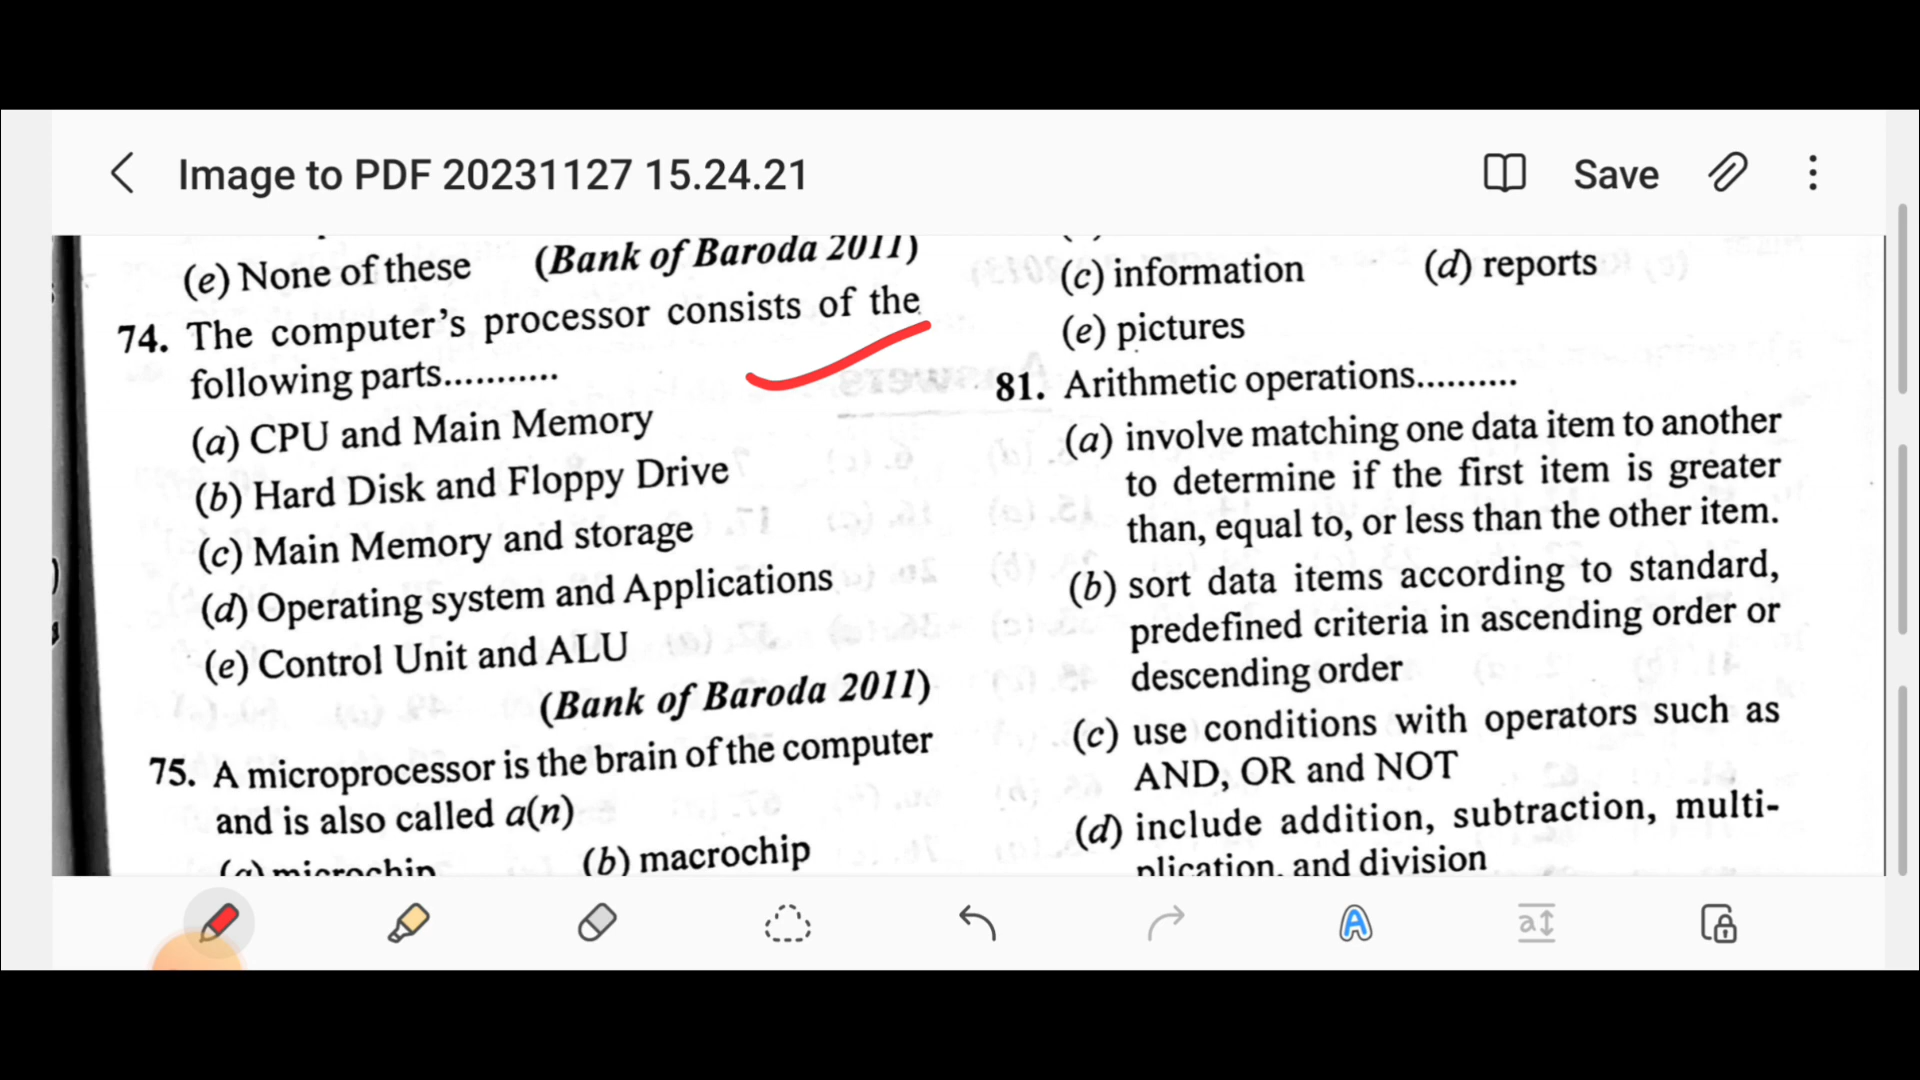 Image to PDF 20231127 15.24.21
Save
(e) None of these (Bank of Baroda 2011)
74. The computer's processor consists of the
following parts...........
(a) CPU and Main Memory
(b) Hard Disk and Floppy Drive
(c) Main Memory and storage
(d) Operating system and Applications
(e) Control Unit and ALU
(Bank of Baroda 2011)
75. A microprocessor is the brain of the computer
and is also called a(n)
(a) microchip (b) macrochip
(c) information (d) reports
(e) pictures
81. Arithmetic operations..........
(a) involve matching one data item to another
to determine if the first item is greater
than, equal to, or less than the other item.
(b) sort data items according to standard,
predefined criteria in ascending order or
descending order
(c) use conditions with operators such as
AND, OR and NOT
(d) include addition, subtraction, multi-
plication, and division